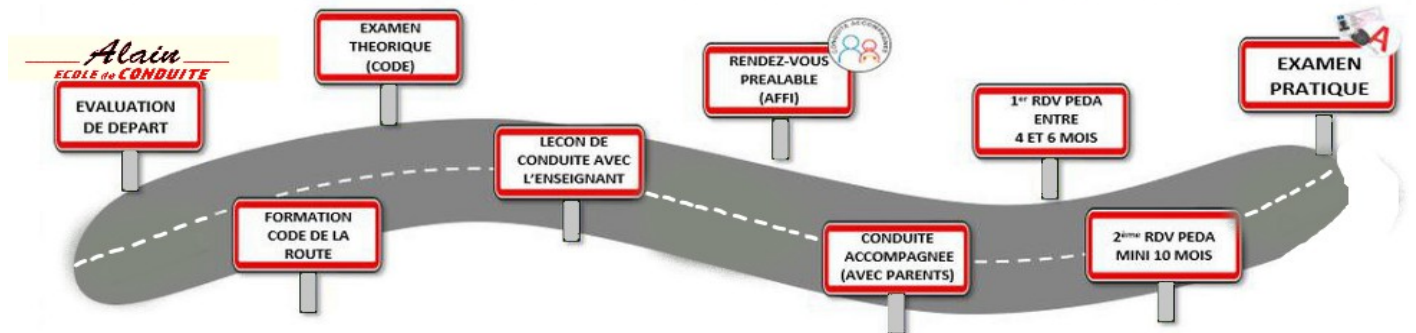 Alain
ECOLE de CONDUITE
EVALUATION
DE DEPART
FORMATION
CODE DE LA
ROUTE
EXAMEN
THEORIQUE
(CODE)
LECON DE
CONDUITE AVEC
L'ENSEIGNANT
CONDUITE ACCOMPAGNEE
RENDEZ-VOUS
PREALABLE
(AFFI)
CONDUITE
ACCOMPAGNEE
(AVEC PARENTS)
1er RDV PEDA
ENTRE
4 ET 6 MOIS
2ème RDV PEDA
MINI 10 MOIS
A
EXAMEN
PRATIQUE